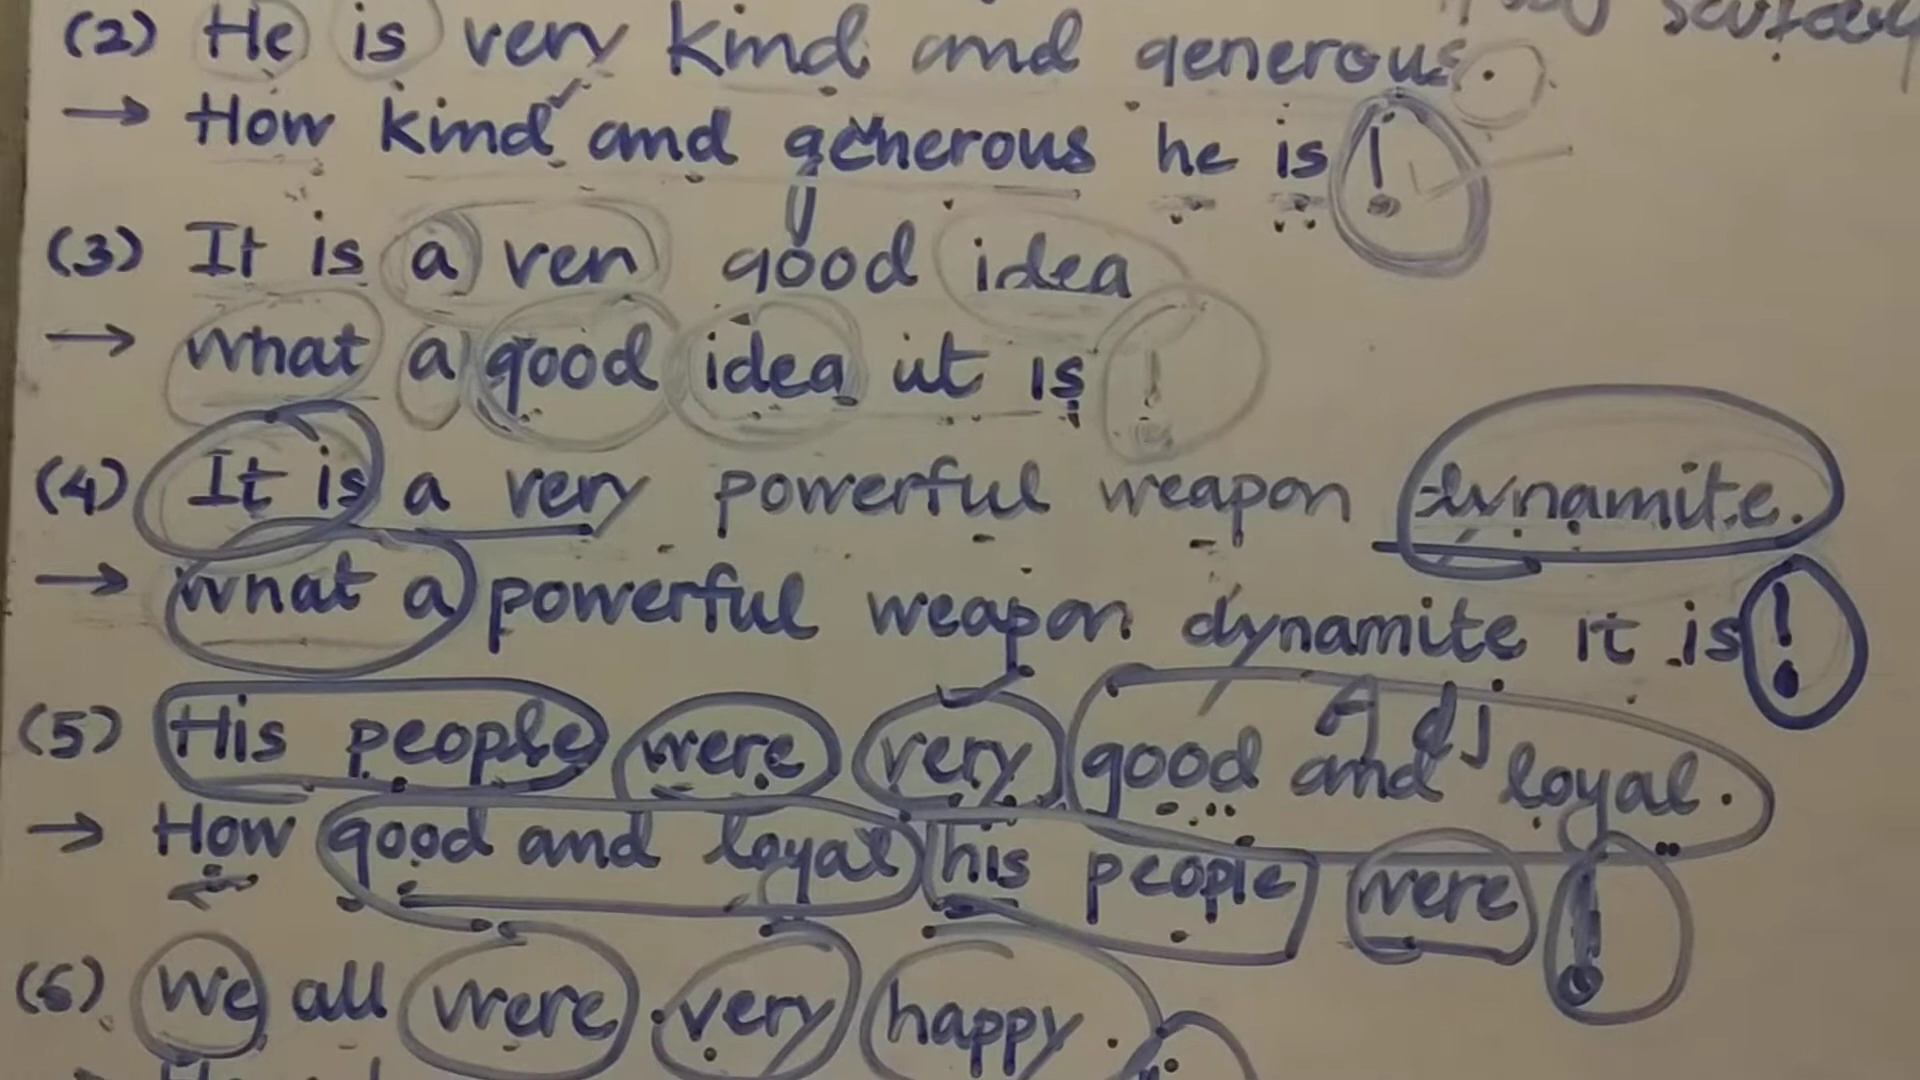 (2) He is very kind and generous.
→ How kind and generous he is!
(3) It is a very good idea
→ What a good idea it is!
(4) It is a very powerful weapon dynamite.
→ What a powerful weapon dynamite it is!
Adj
(5) His people were very good and loyal.
→ How good and loyal his people were!
(6) We all were very happy.